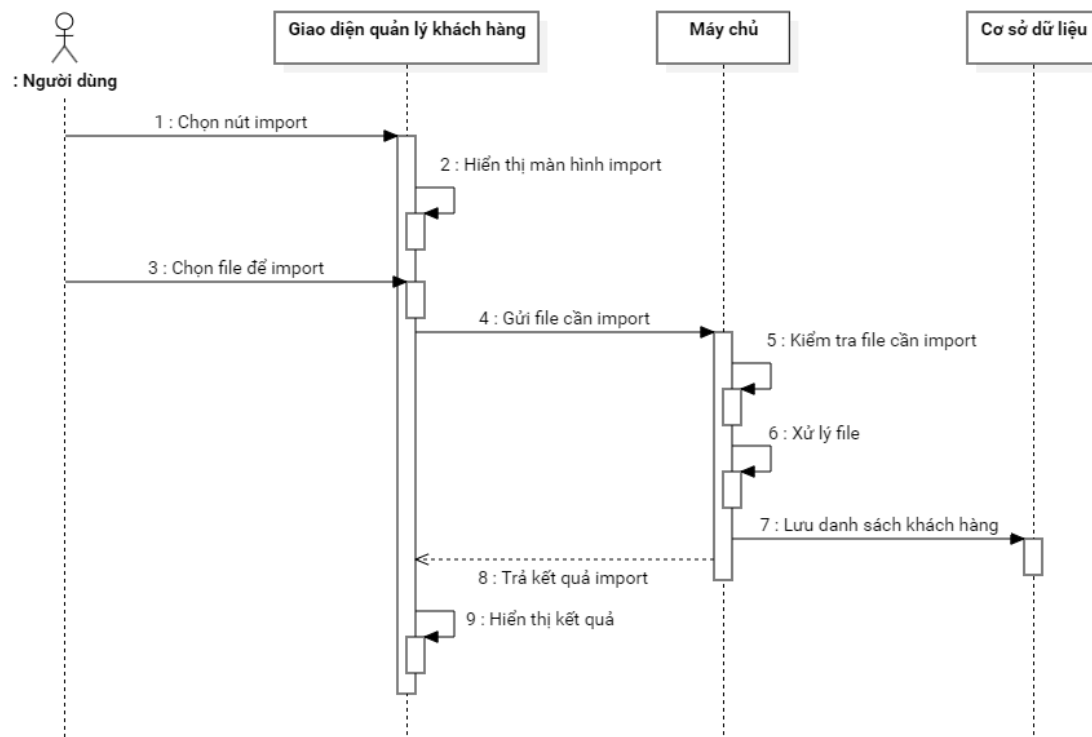 Giao diện quản lý khách hàng
Máy chủ
Cơ sở dữ liệu
: Người dùng
1 : Chọn nút import
2 : Hiển thị màn hình import
3 : Chọn file để import
4 : Gửi file cần import
5 : Kiểm tra file cần import
6 : Xử lý file
7 : Lưu danh sách khách hàng
8 : Trả kết quả import
9 : Hiển thị kết quả